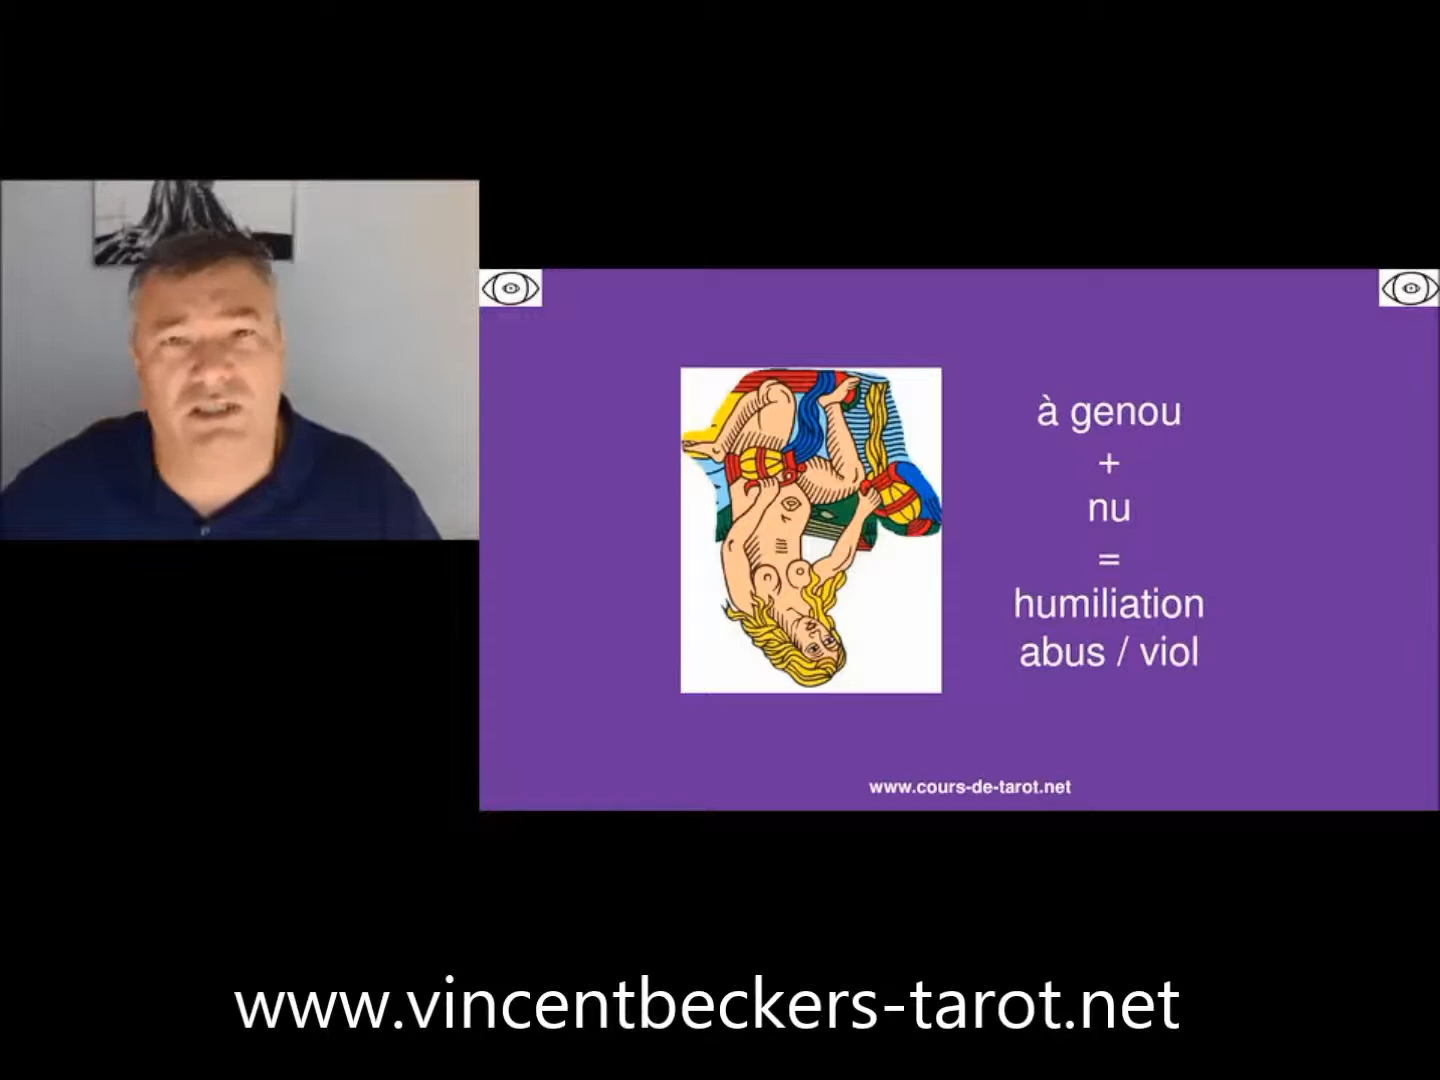 à genou
+
nu
=
humiliation
abus / viol
www.cours-de-tarot.net
www.vincentbeckers-tarot.net